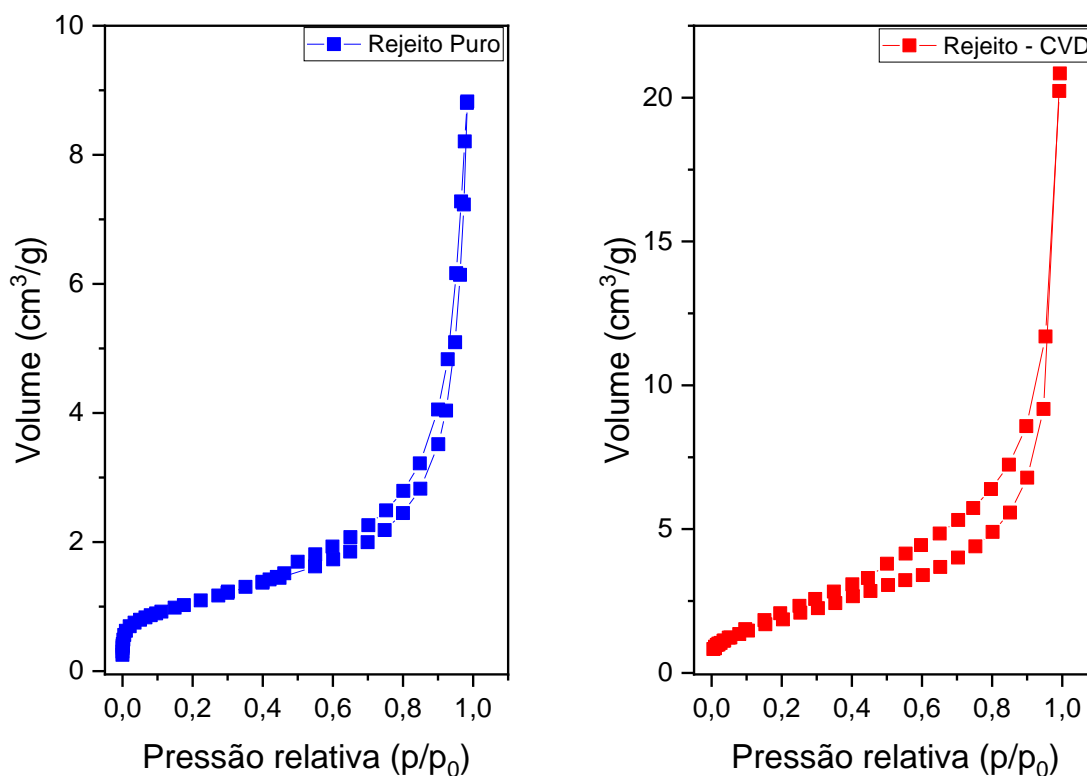 Rejeito Puro
10
8
6
4
2
0
Volume (cm³/g)
0,0 0,2 0,4 0,6 0,8 1,0
Pressão relativa (p/p₀)
Rejeito - CVD
20
15
10
5
0
Volume (cm³/g)
0,0 0,2 0,4 0,6 0,8 1,0
Pressão relativa (p/p₀)